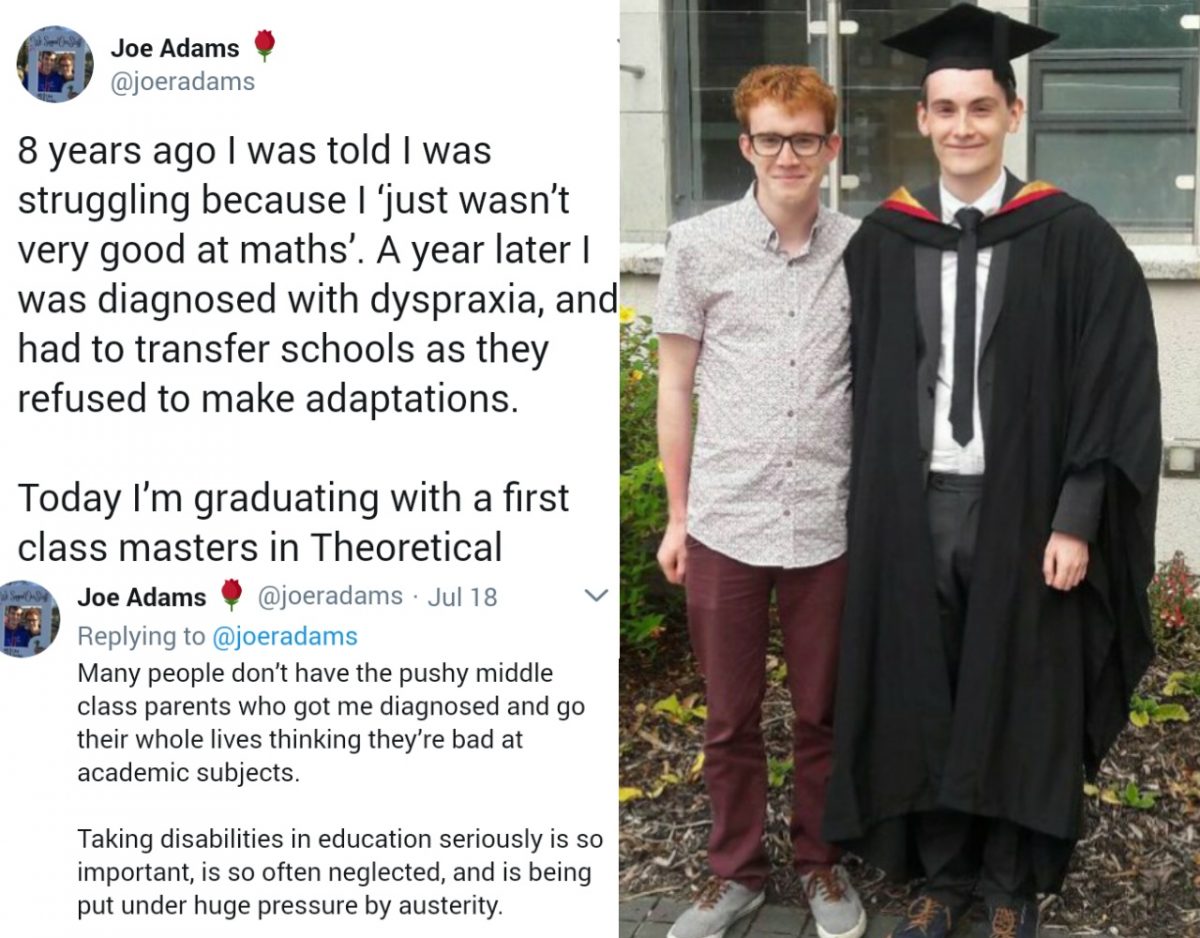 Joe Adams 🌹
@joeradams
8 years ago I was told I was
struggling because I ‘just wasn’t
very good at maths’. A year later I
was diagnosed with dyspraxia, and
had to transfer schools as they
refused to make adaptations.
Today I’m graduating with a first
class masters in Theoretical
Joe Adams 🌹 @joeradams · Jul 18
Replying to @joeradams
Many people don’t have the pushy middle
class parents who got me diagnosed and go
their whole lives thinking they’re bad at
academic subjects.
Taking disabilities in education seriously is so
important, is so often neglected, and is being
put under huge pressure by austerity.